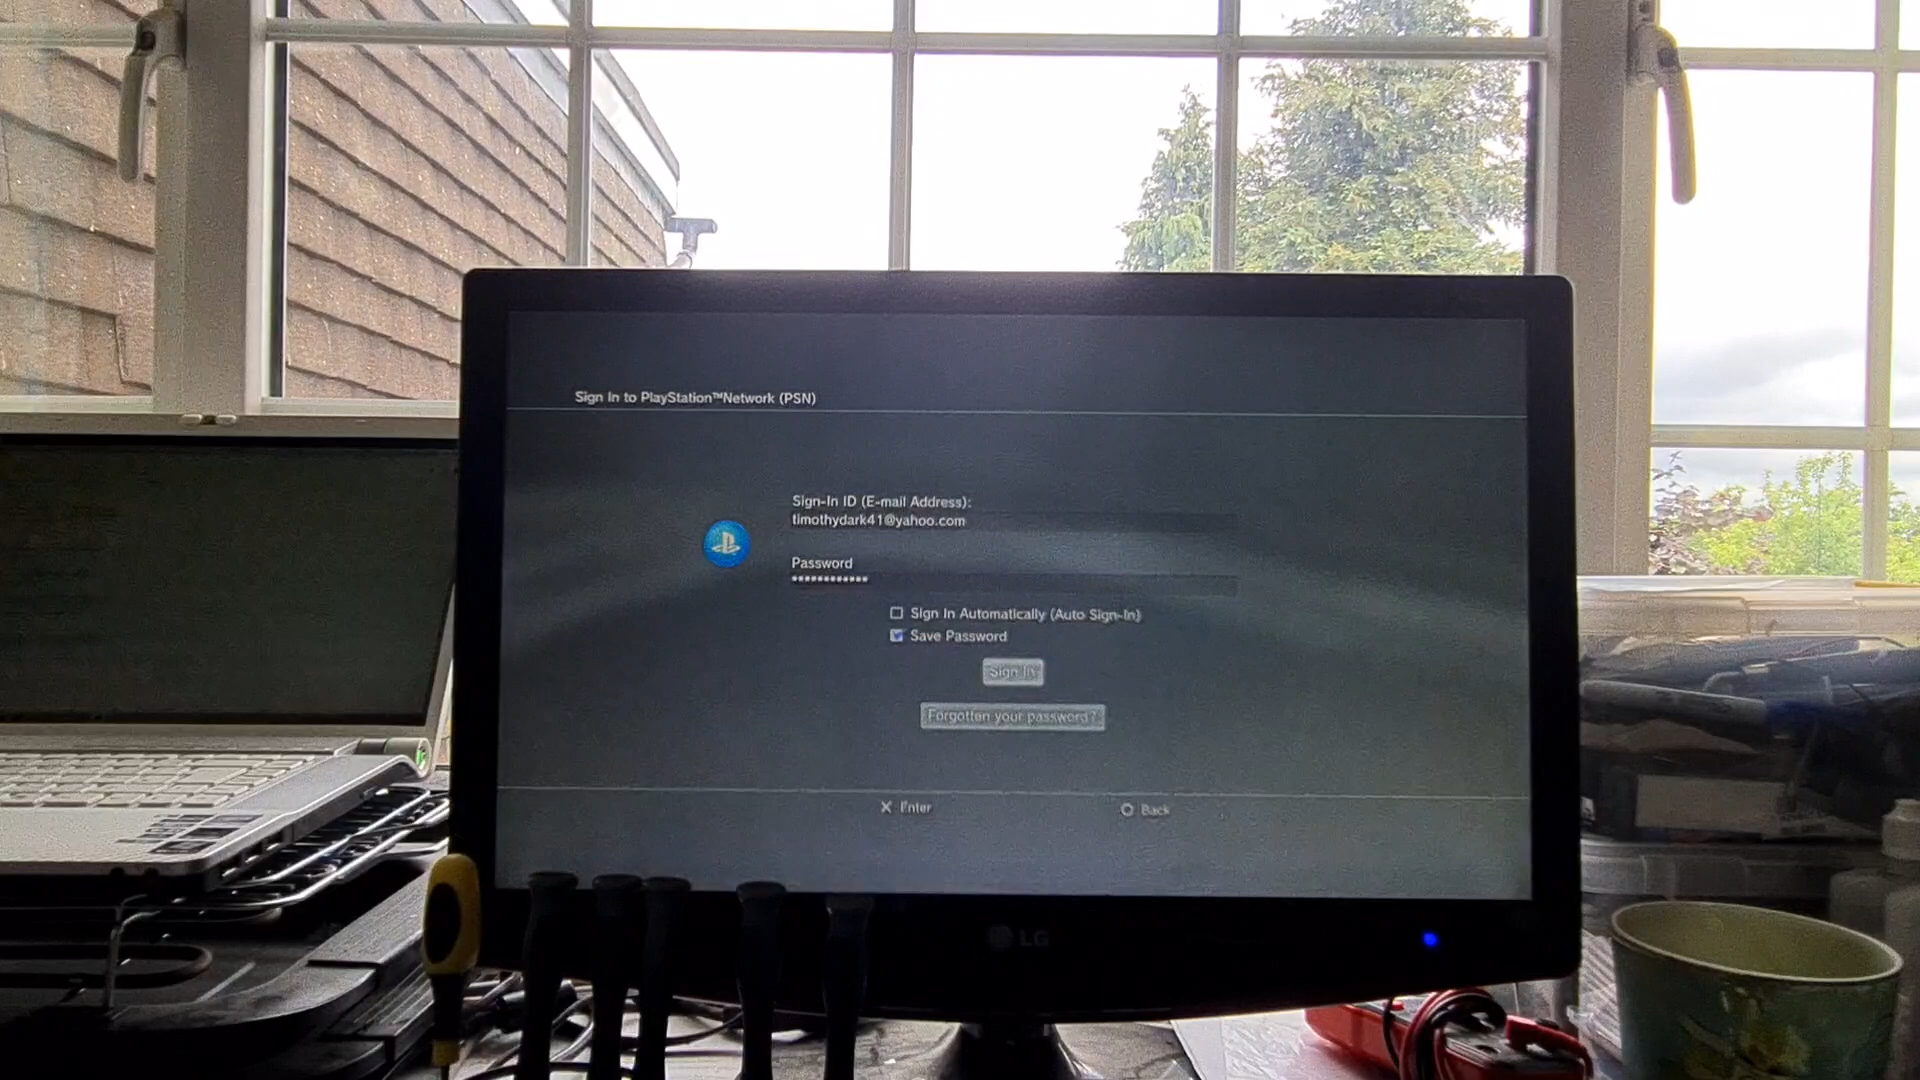 Sign In to PlayStation™Network (PSN)
Sign-In ID (E-mail Address):
timothydark41@yahoo.com
Password
************
Sign In Automatically (Auto Sign-In)
Save Password
Sign In
Forgotten your password?
Enter
Back
LG